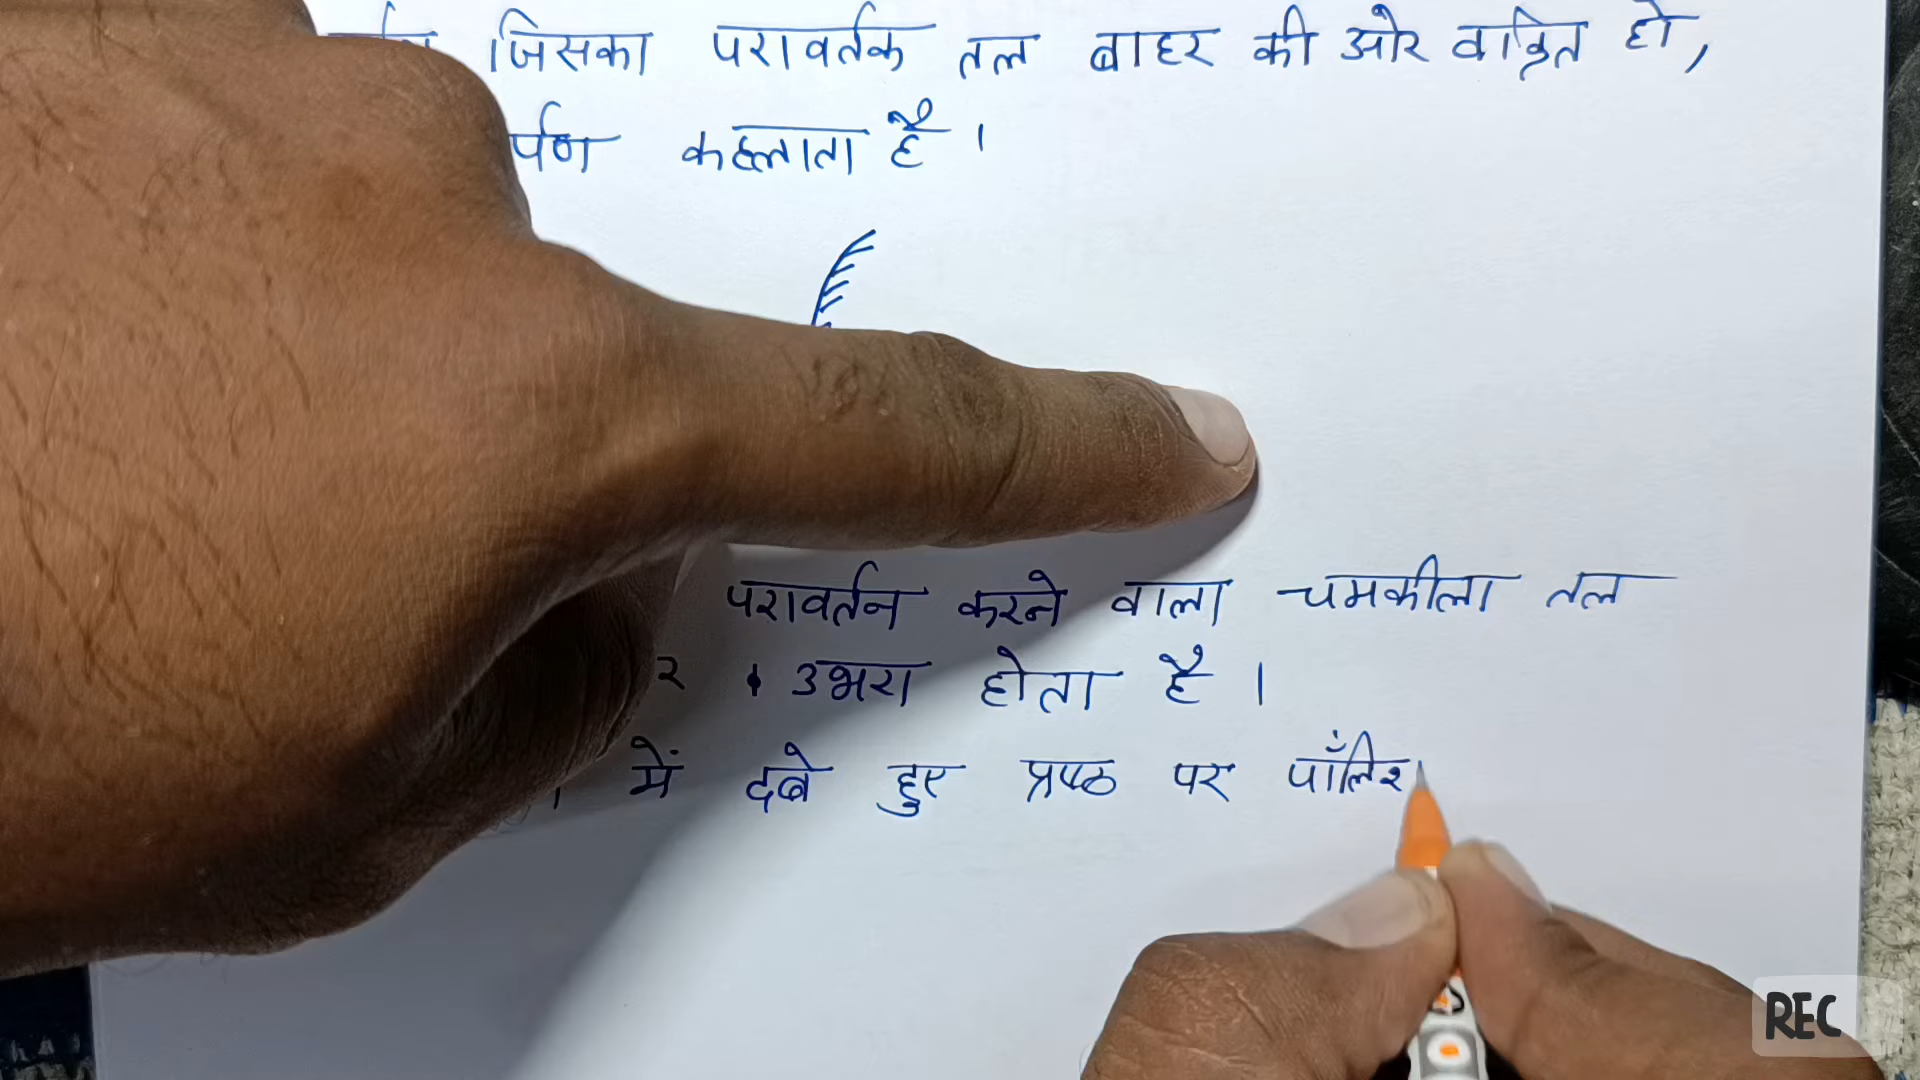 जिसका परावर्तक तल बाहर की ओर वक्रित हो,
र्पण कहलाता है।
परावर्तन करने वाला चमकीला तल
र उभरा होता है।
में दबे हुए प्रष्ठ पर पॉलिश
REC